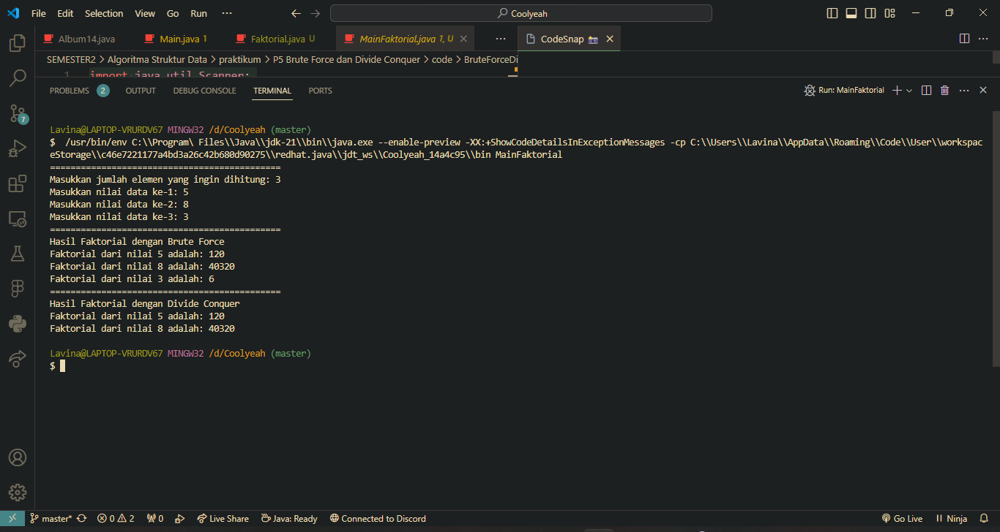 File Edit Selection View Go Run ··· Coolyeah
Album14.java Main.java 1 Faktorial.java U MainFaktorial.java 1, U ··· CodeSnap 📷
SEMESTER2 > Algoritma Struktur Data > praktikum > P5 Brute Force dan Divide Conquer > code > BruteForceDi
1 import java.util.Scanner;
PROBLEMS 2 OUTPUT DEBUG CONSOLE TERMINAL PORTS Run: MainFaktorial
Lavina@LAPTOP-VRURDV67 MINGW32 /d/Coolyeah (master)
$ /usr/bin/env C:\\Program\ Files\\Java\\jdk-21\\bin\\java.exe --enable-preview -XX:+ShowCodeDetailsInExceptionMessages -cp C:\\Users\\Lavina\\AppData\\Roaming\\Code\\User\\workspac
eStorage\\c46e7221177a4bd3a26c42b680d90275\\redhat.java\\jdt_ws\\Coolyeah_14a4c95\\bin MainFaktorial
=============================================
Masukkan jumlah elemen yang ingin dihitung: 3
Masukkan nilai data ke-1: 5
Masukkan nilai data ke-2: 8
Masukkan nilai data ke-3: 3
=============================================
Hasil Faktorial dengan Brute Force
Faktorial dari nilai 5 adalah: 120
Faktorial dari nilai 8 adalah: 40320
Faktorial dari nilai 3 adalah: 6
=============================================
Hasil Faktorial dengan Divide Conquer
Faktorial dari nilai 5 adalah: 120
Faktorial dari nilai 8 adalah: 40320
Lavina@LAPTOP-VRURDV67 MINGW32 /d/Coolyeah (master)
$
7
master* 0 2 0 Live Share Java: Ready Connected to Discord Go Live Ninja